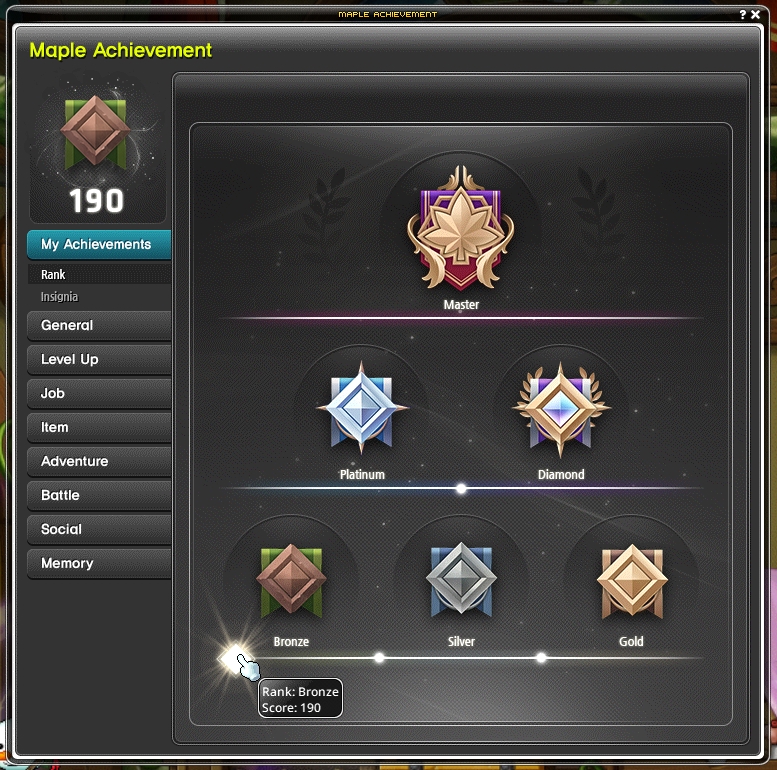 MAPLE ACHIEVEMENT
? ×
Maple Achievement
190
My Achievements
Rank
Insignia
General
Level Up
Job
Item
Adventure
Battle
Social
Memory
Master
Platinum
Diamond
Bronze
Silver
Gold
Rank: Bronze
Score: 190